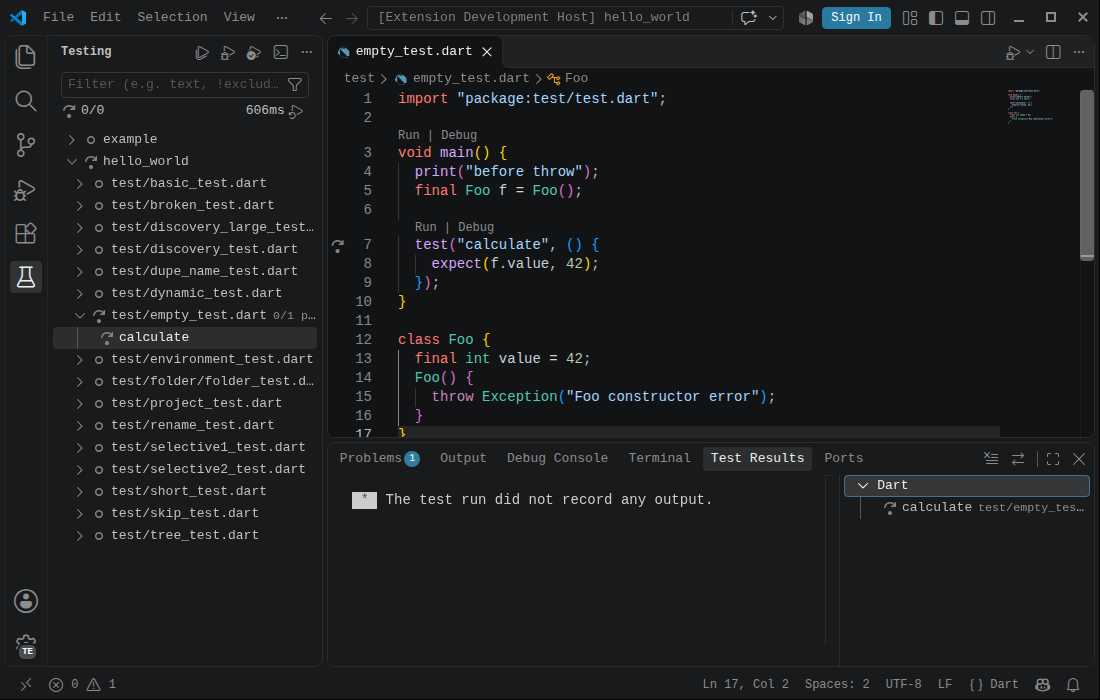 File Edit Selection View ··· [Extension Development Host] hello_world Sign In
Testing
Filter (e.g. text, !exclud…
0/0 606ms
example
hello_world
test/basic_test.dart
test/broken_test.dart
test/discovery_large_test…
test/discovery_test.dart
test/dupe_name_test.dart
test/dynamic_test.dart
test/empty_test.dart 0/1 p…
calculate
test/environment_test.dart
test/folder/folder_test.d…
test/project_test.dart
test/rename_test.dart
test/selective1_test.dart
test/selective2_test.dart
test/short_test.dart
test/skip_test.dart
test/tree_test.dart
TE
empty_test.dart
test > empty_test.dart > Foo
1 import "package:test/test.dart";
2
Run | Debug
3 void main() {
4 print("before throw");
5 final Foo f = Foo();
6
Run | Debug
7 test("calculate", () {
8 expect(f.value, 42);
9 });
10 }
11
12 class Foo {
13 final int value = 42;
14 Foo() {
15 throw Exception("Foo constructor error");
16 }
17 }
Problems 1 Output Debug Console Terminal Test Results Ports
* The test run did not record any output.
Dart
calculate test/empty_tes…
0 1 Ln 17, Col 2 Spaces: 2 UTF-8 LF {} Dart